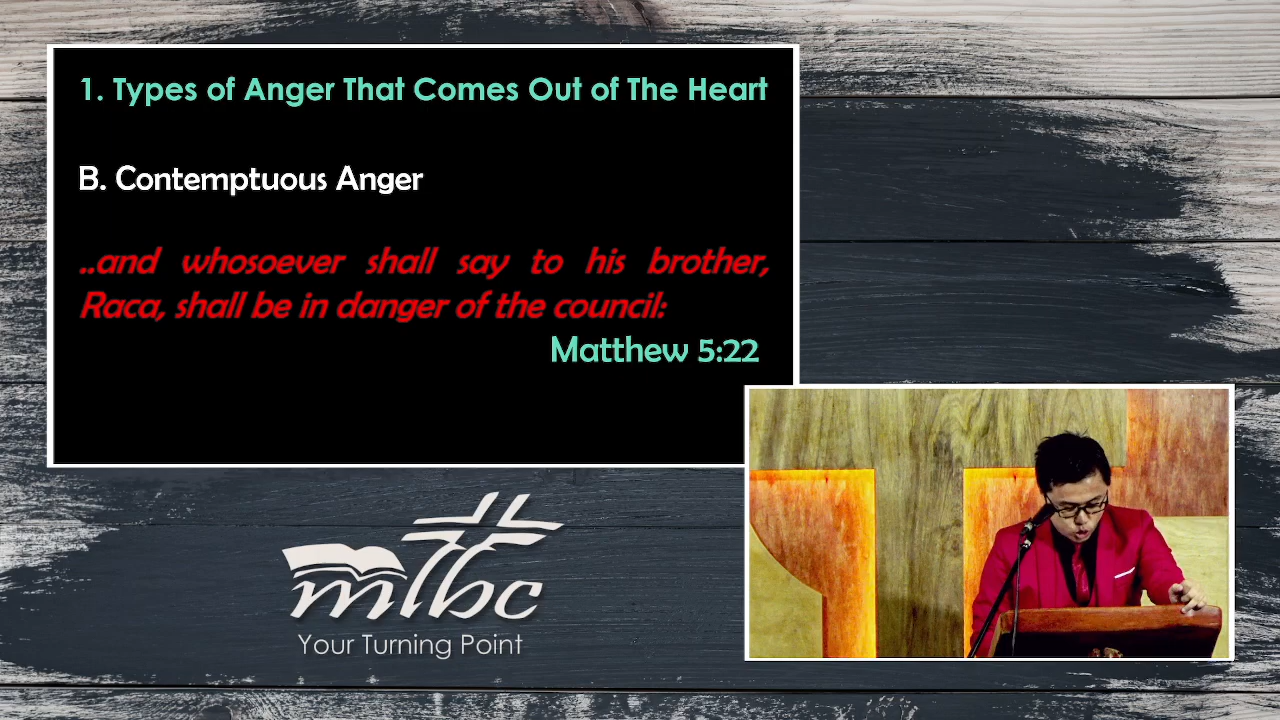 1. Types of Anger That Comes Out of The Heart
B. Contemptuous Anger
..and whosoever shall say to his brother,
Raca, shall be in danger of the council:
Matthew 5:22
mlbc
Your Turning Point